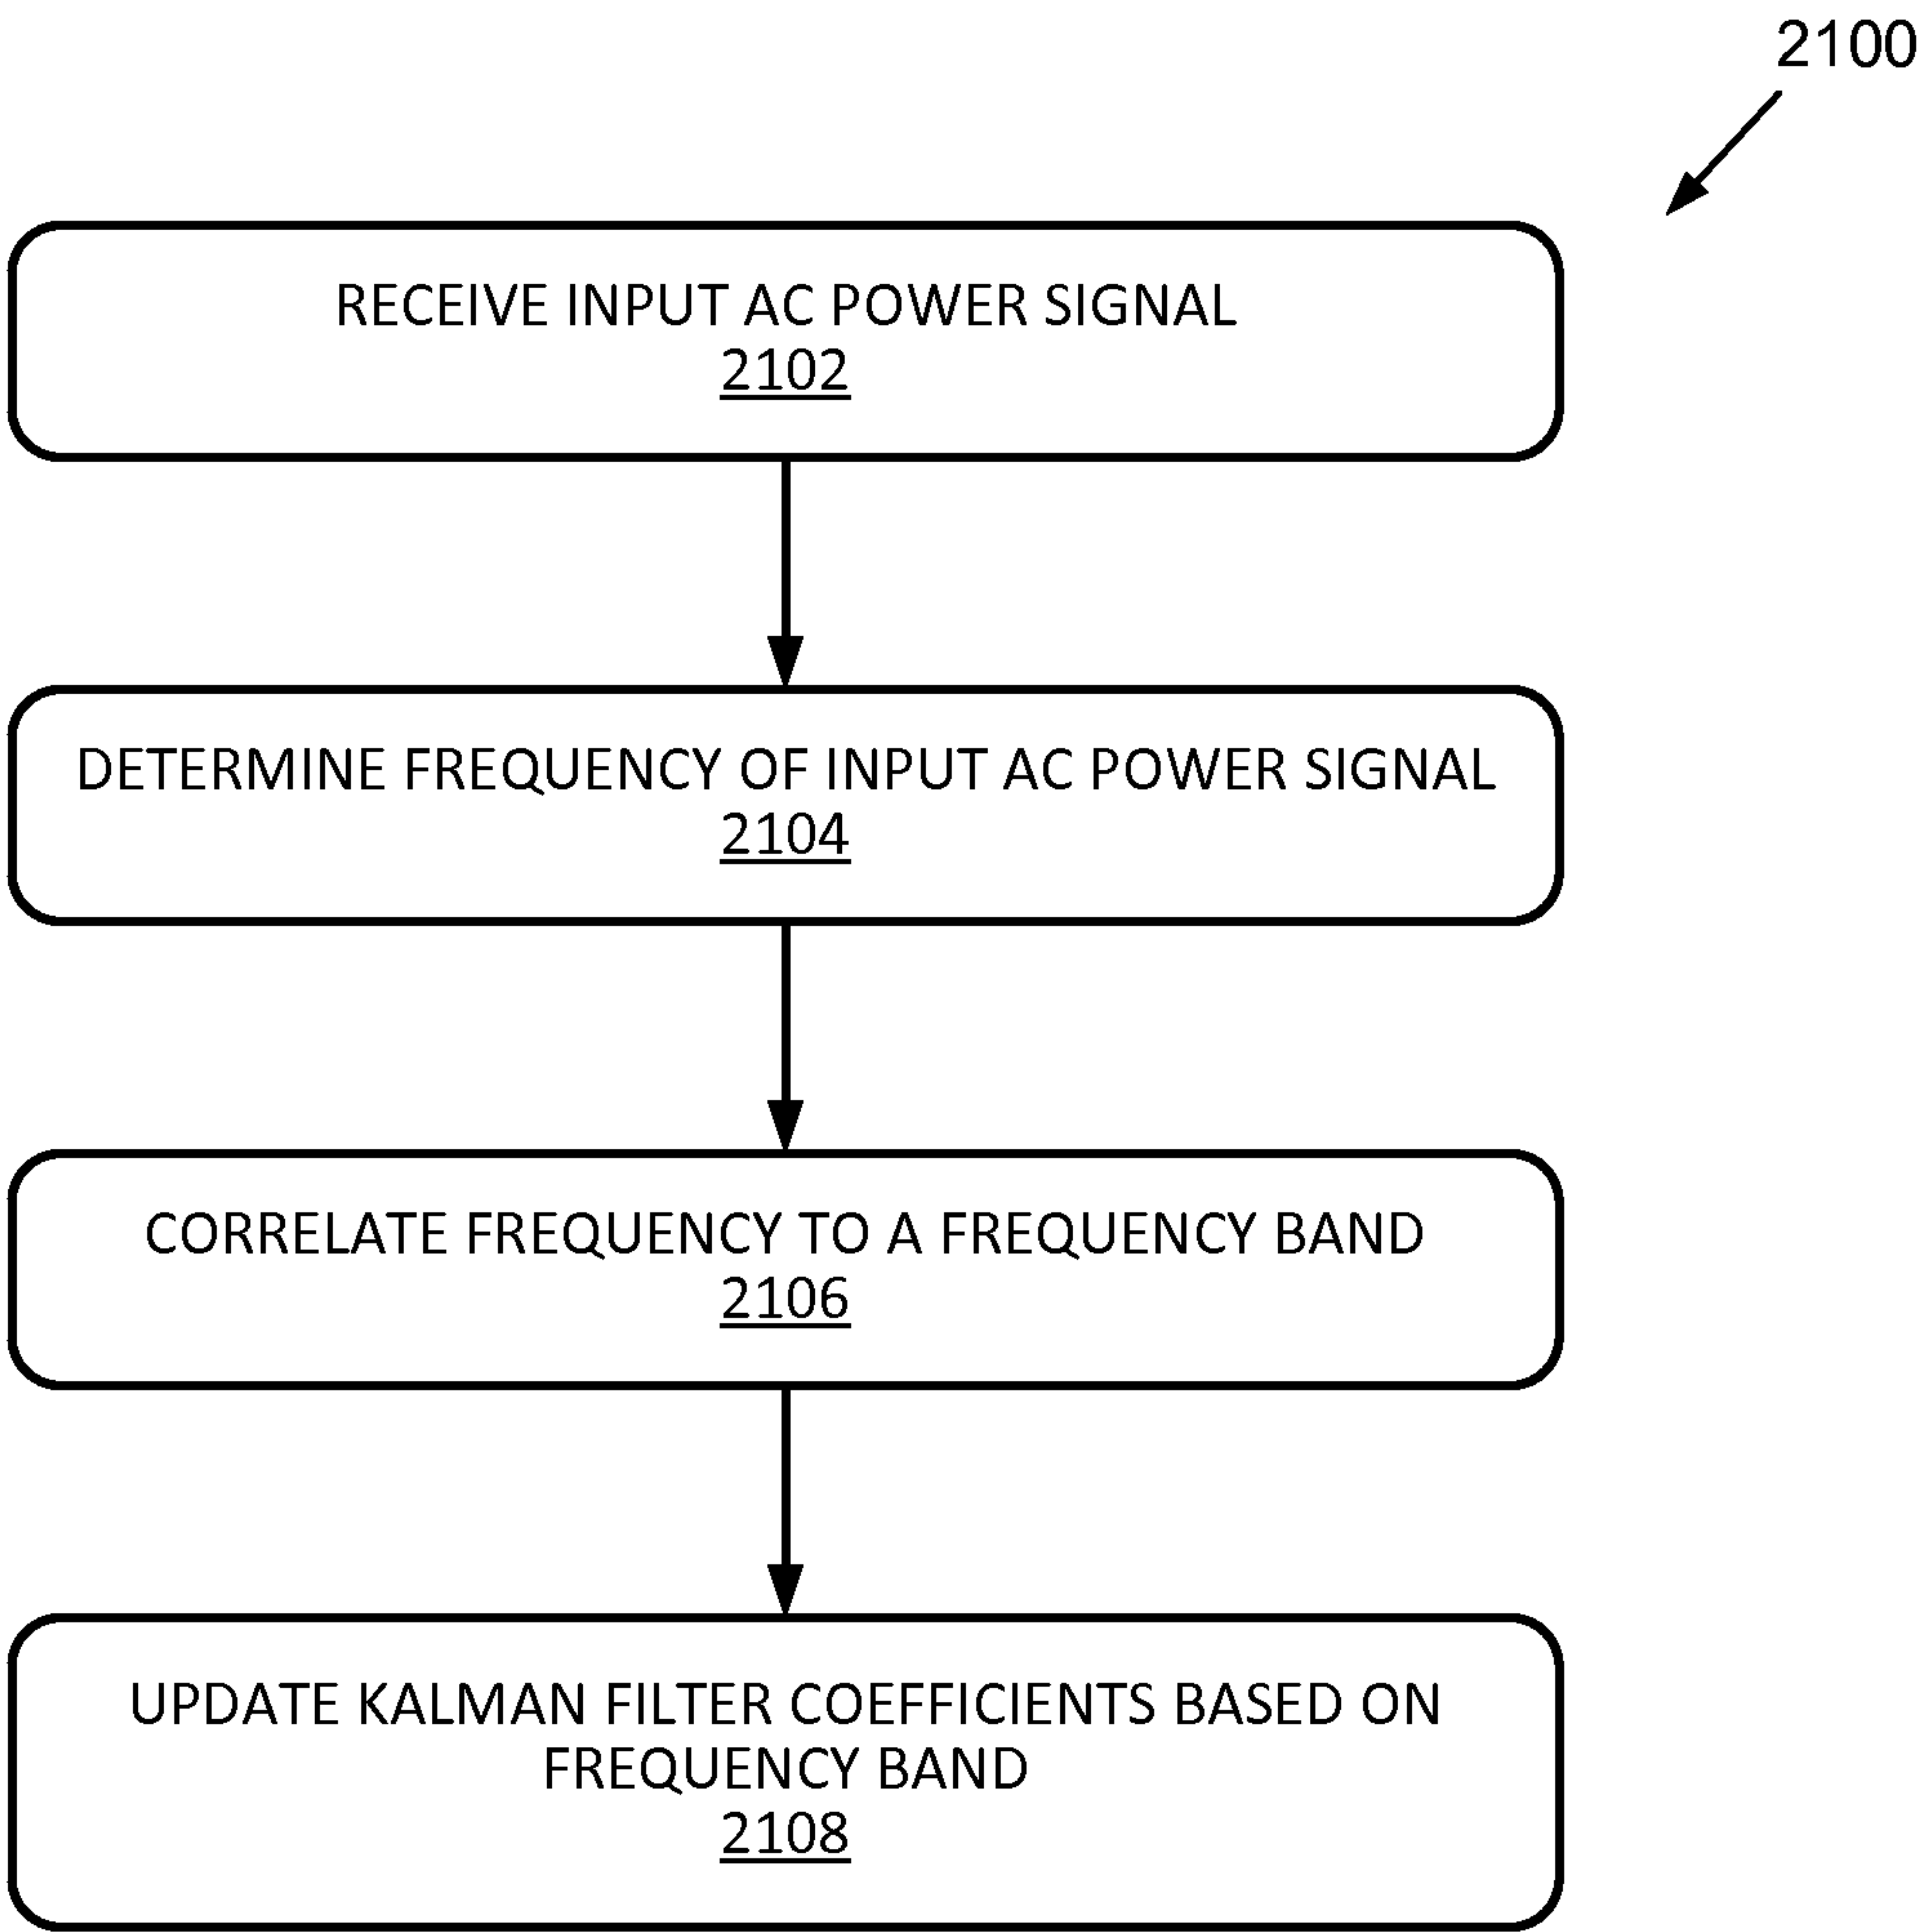 2100
RECEIVE INPUT AC POWER SIGNAL
2102
DETERMINE FREQUENCY OF INPUT AC POWER SIGNAL
2104
CORRELATE FREQUENCY TO A FREQUENCY BAND
2106
UPDATE KALMAN FILTER COEFFICIENTS BASED ON
FREQUENCY BAND
2108